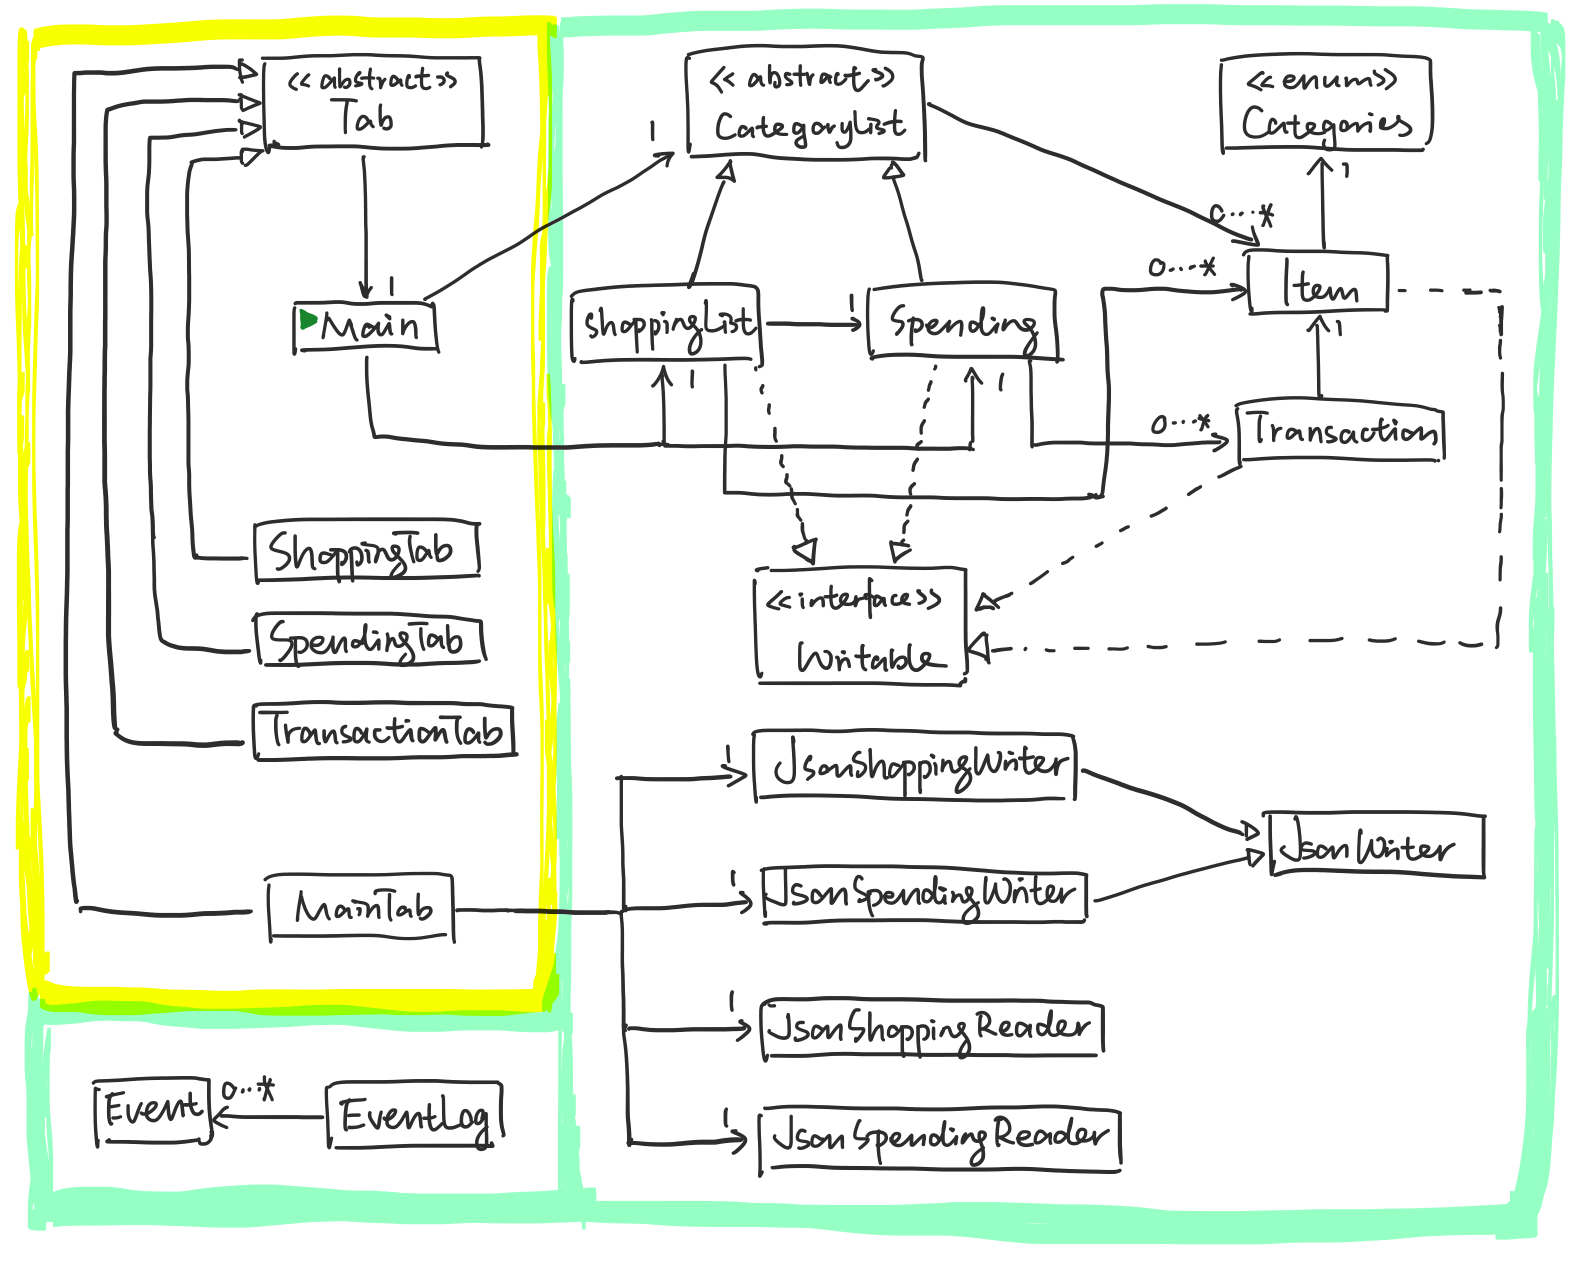 <<abstract>>
Tab
1
Main
ShoppingTab
SpendingTab
TransactionTab
MainTab
Event
0...*
EventLog
<<abstract>>
CategoryList
1
<<enum>>
Categories
1
0...*
0...*
Item
1
ShoppingList
1
Spending
1
1
0...*
Transaction
<<interface>>
Writable
1
JsonShoppingWriter
JsonWriter
1
JsonSpendingWriter
1
JsonShoppingReader
1
JsonSpendingReader